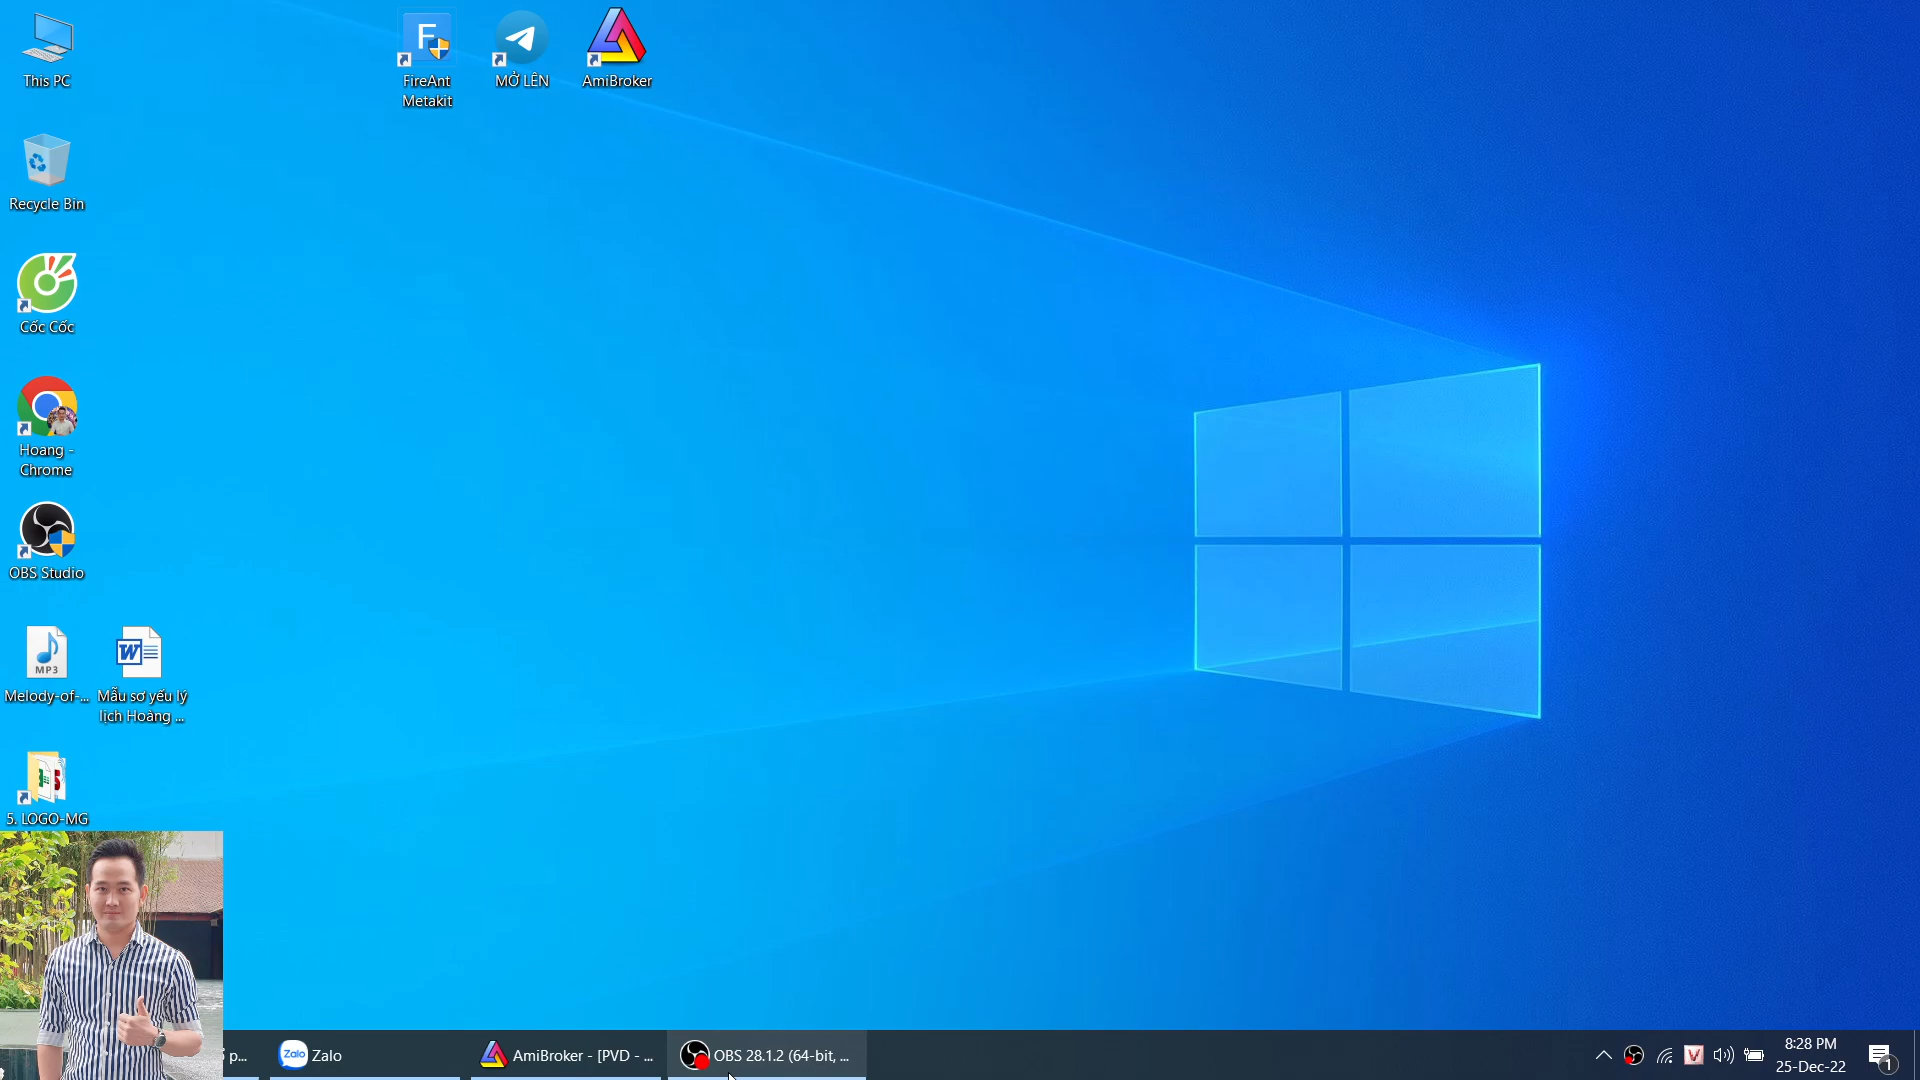 This PC
FireAnt
Metakit
MỞ LÊN
AmiBroker
Recycle Bin
Cốc Cốc
Hoang -
Chrome
OBS Studio
MP3
Melody-of-...
W
Mẫu sơ yếu lý
lịch Hoàng ...
5. LOGO-MG
p...
Zalo
Zalo
AmiBroker - [PVD - ...
OBS 28.1.2 (64-bit, ...
V
8:28 PM
25-Dec-22
1